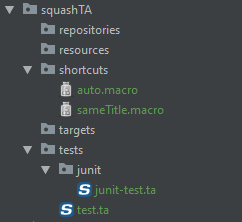 squashTA
repositories
resources
shortcuts
auto.macro
sameTitle.macro
targets
tests
junit
junit-test.ta
test.ta